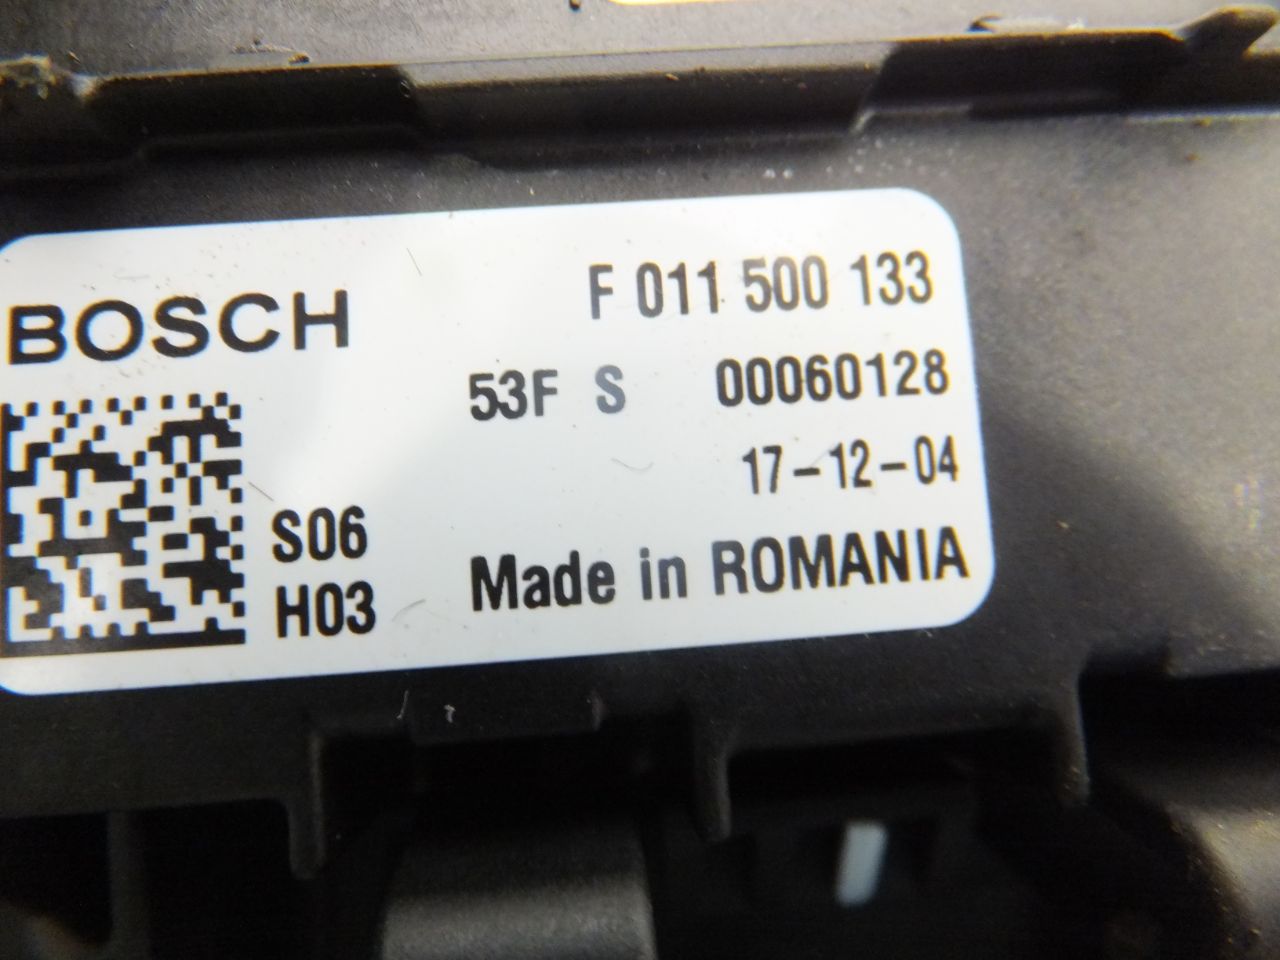 BOSCH
F 011 500 133
53F S 00060128
17-12-04
S06
H03
Made in ROMANIA